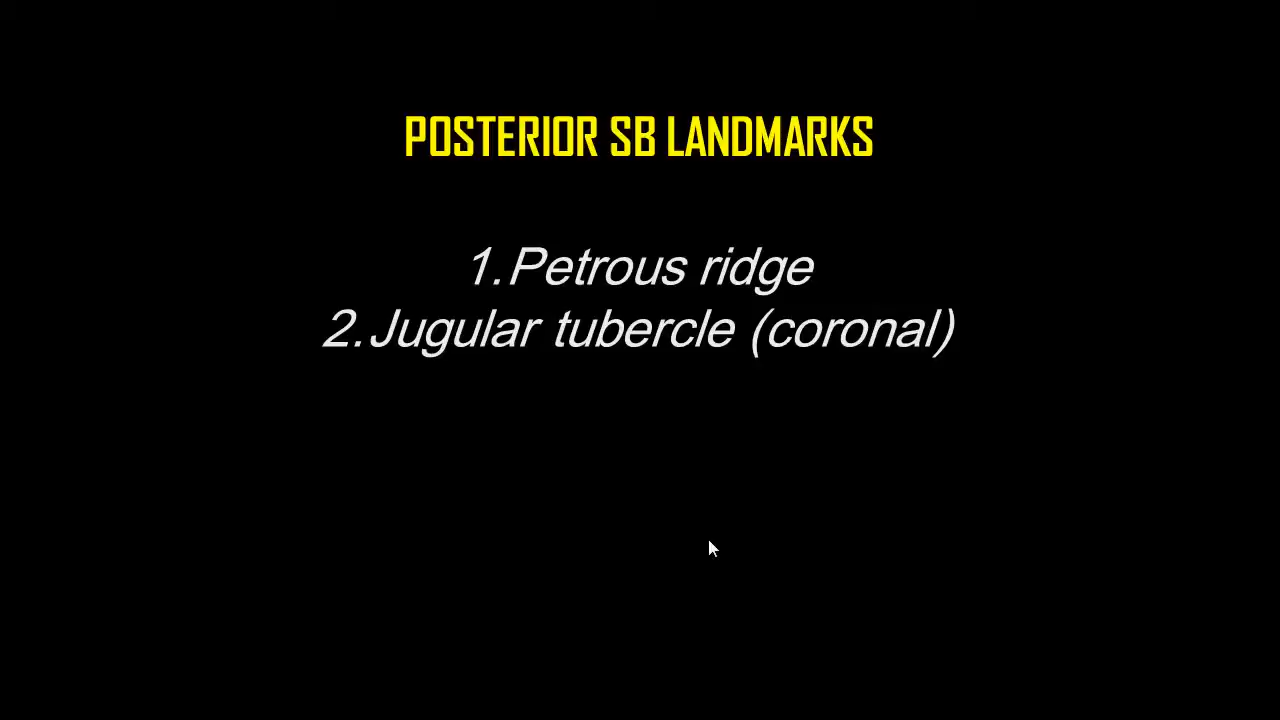 POSTERIOR SB LANDMARKS
1.Petrous ridge
2.Jugular tubercle (coronal)